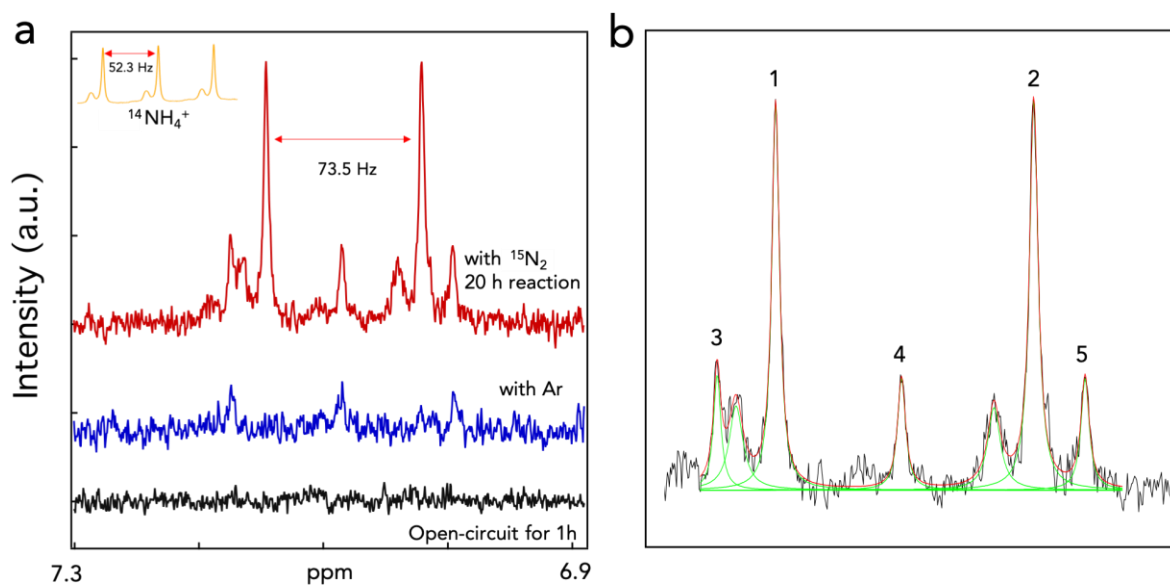 a
52.3 Hz
¹⁴NH₄⁺
73.5 Hz
with ¹⁵N₂
20 h reaction
with Ar
Open-circuit for 1h
Intensity (a.u.)
7.3
ppm
6.9
b
1
2
3
4
5